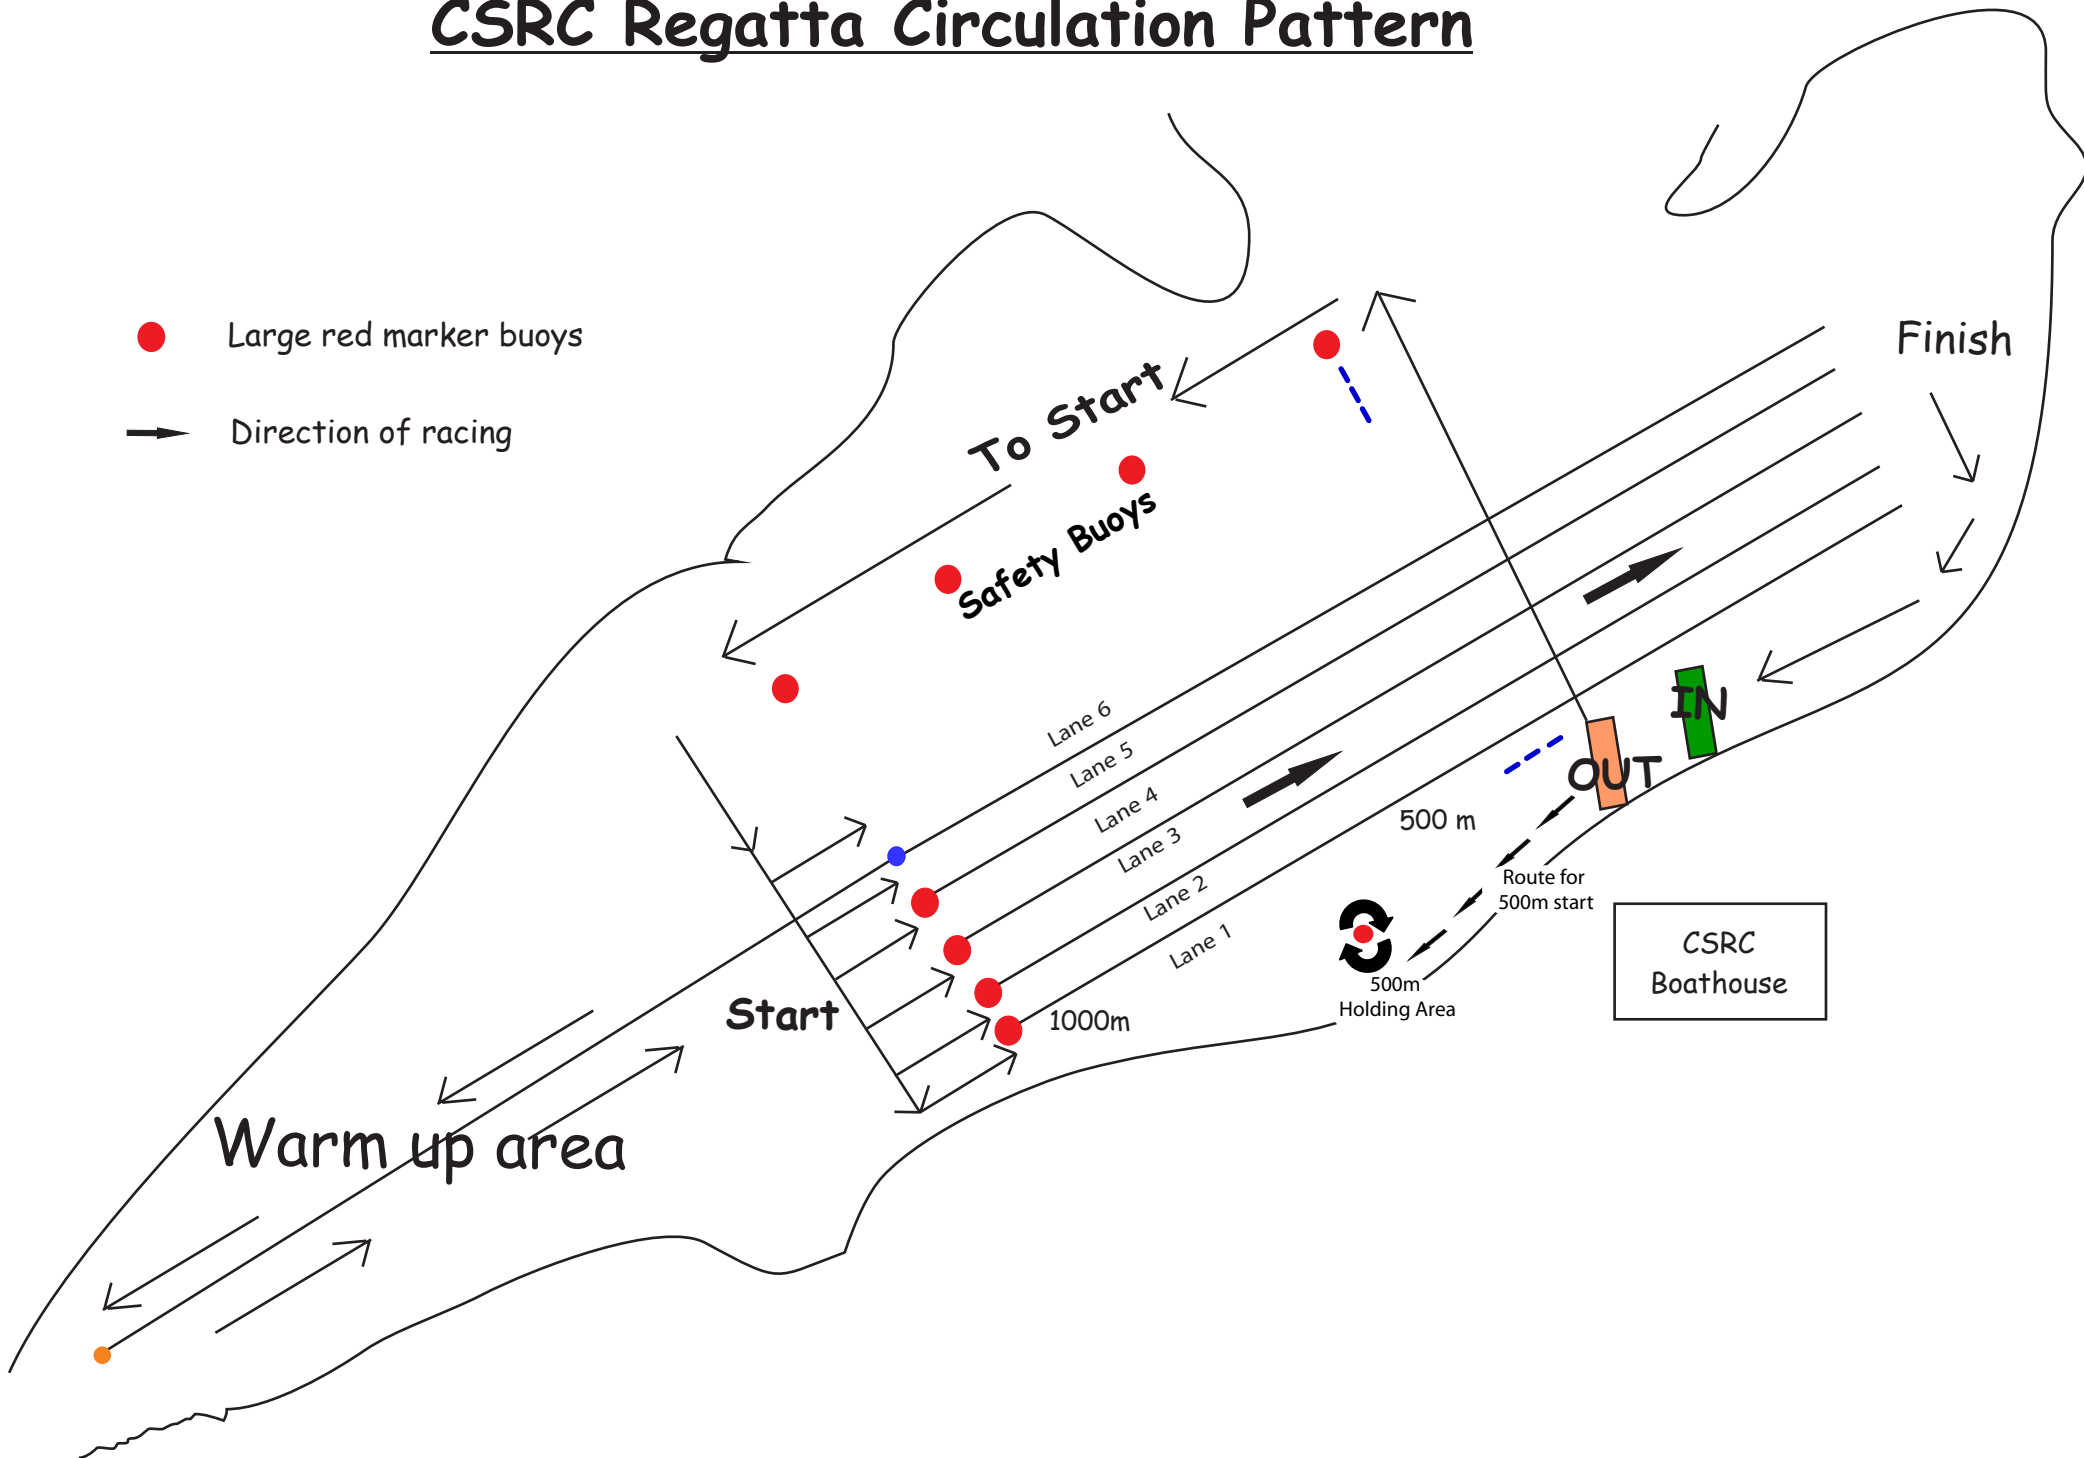 CSRC Regatta Circulation Pattern
Large red marker buoys
Direction of racing
Finish
To Start
Safety Buoys
Lane 6
Lane 5
Lane 4
Lane 3
Lane 2
Lane 1
IN
OUT
500 m
Route for
500m start
500m
Holding Area
CSRC
Boathouse
Start
1000m
Warm up area